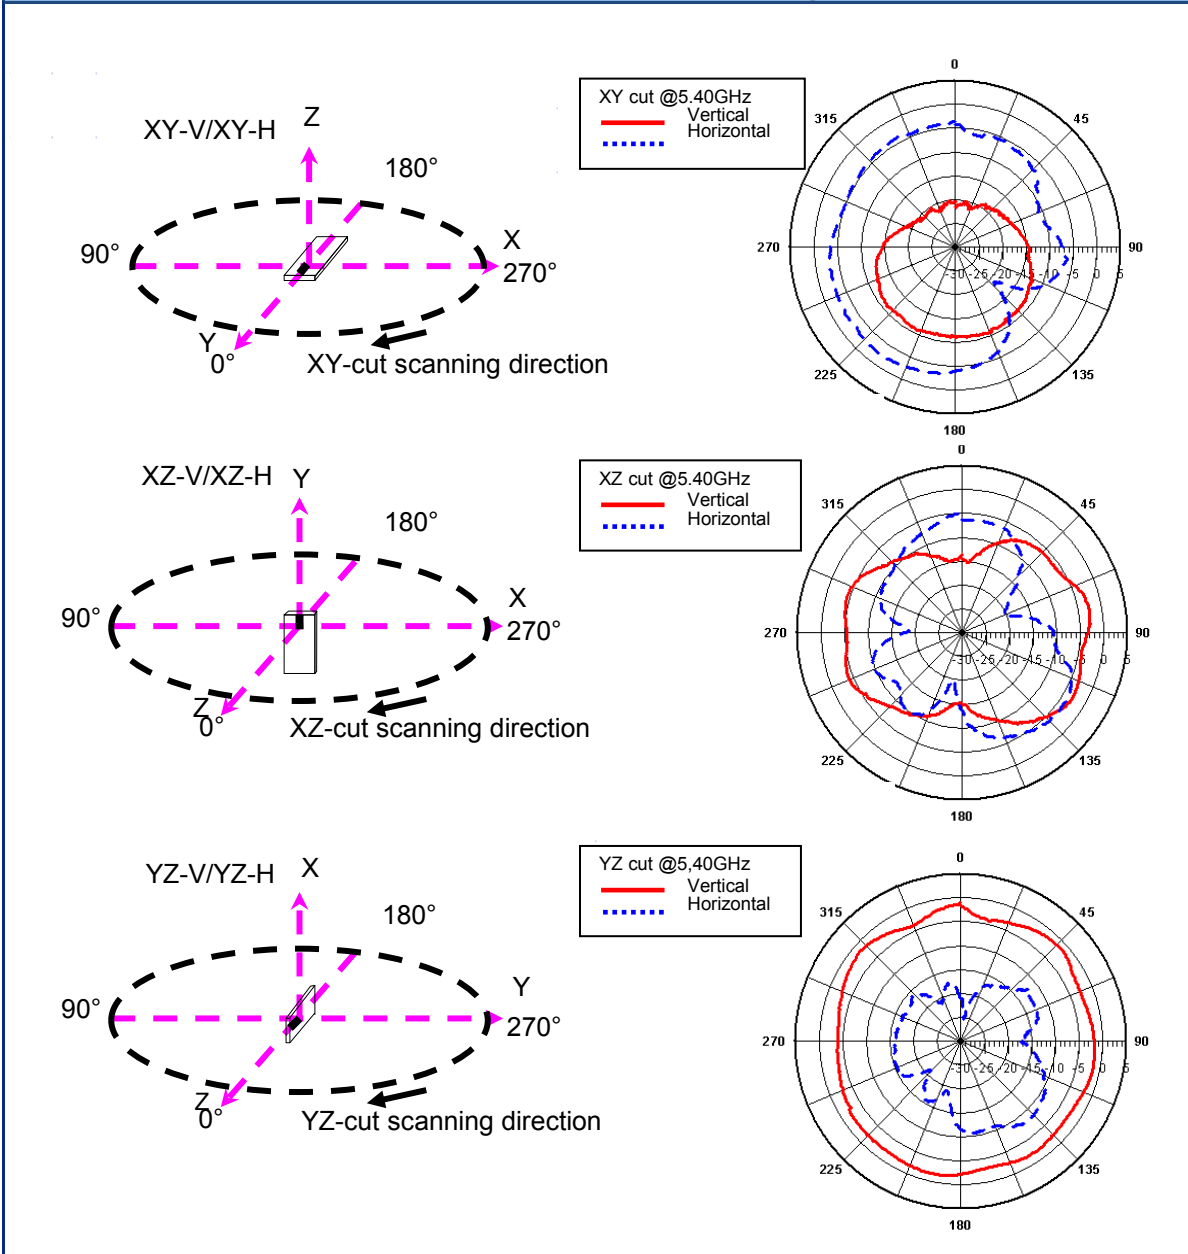 XY-V/XY-H
Z
180°
90°
X
270°
Y
0°
XY-cut scanning direction
XY cut @5.40GHz
Vertical
Horizontal
0
315
45
270
90
-30 -25 -20 -15 -10 -5 0 5
225
135
180
XZ-V/XZ-H
Y
180°
90°
X
270°
Z
0°
XZ-cut scanning direction
XZ cut @5.40GHz
Vertical
Horizontal
0
315
45
270
90
-30 -25 -20 -15 -10 -5 0 5
225
135
180
YZ-V/YZ-H
X
180°
90°
Y
270°
Z
0°
YZ-cut scanning direction
YZ cut @5,40GHz
Vertical
Horizontal
0
315
45
270
90
-30 -25 -20 -15 -10 -5 0 5
225
135
180